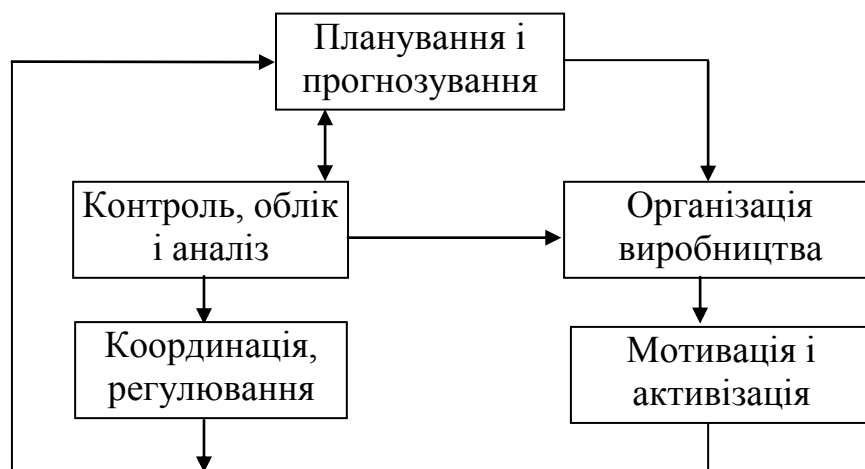 Планування і
прогнозування
Контроль, облік
і аналіз
Організація
виробництва
Координація,
регулювання
Мотивація і
активізація